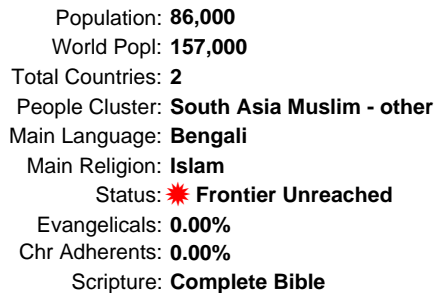 Population: 86,000
World Popl: 157,000
Total Countries: 2
People Cluster: South Asia Muslim - other
Main Language: Bengali
Main Religion: Islam
Status: Frontier Unreached
Evangelicals: 0.00%
Chr Adherents: 0.00%
Scripture: Complete Bible